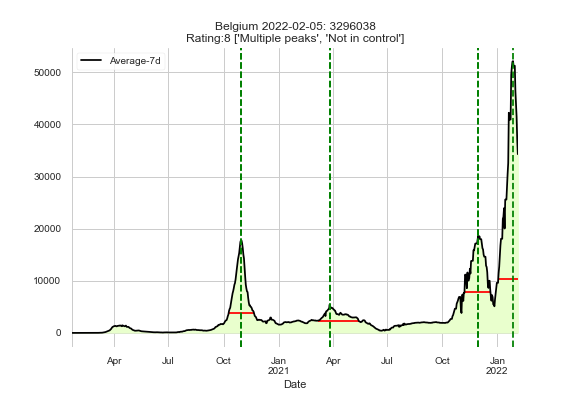 Belgium 2022-02-05: 3296038
Rating:8 ['Multiple peaks', 'Not in control']
Average-7d
50000
40000
30000
20000
10000
0
Apr Jul Oct Jan Apr Jul Oct Jan
2021 2022
Date